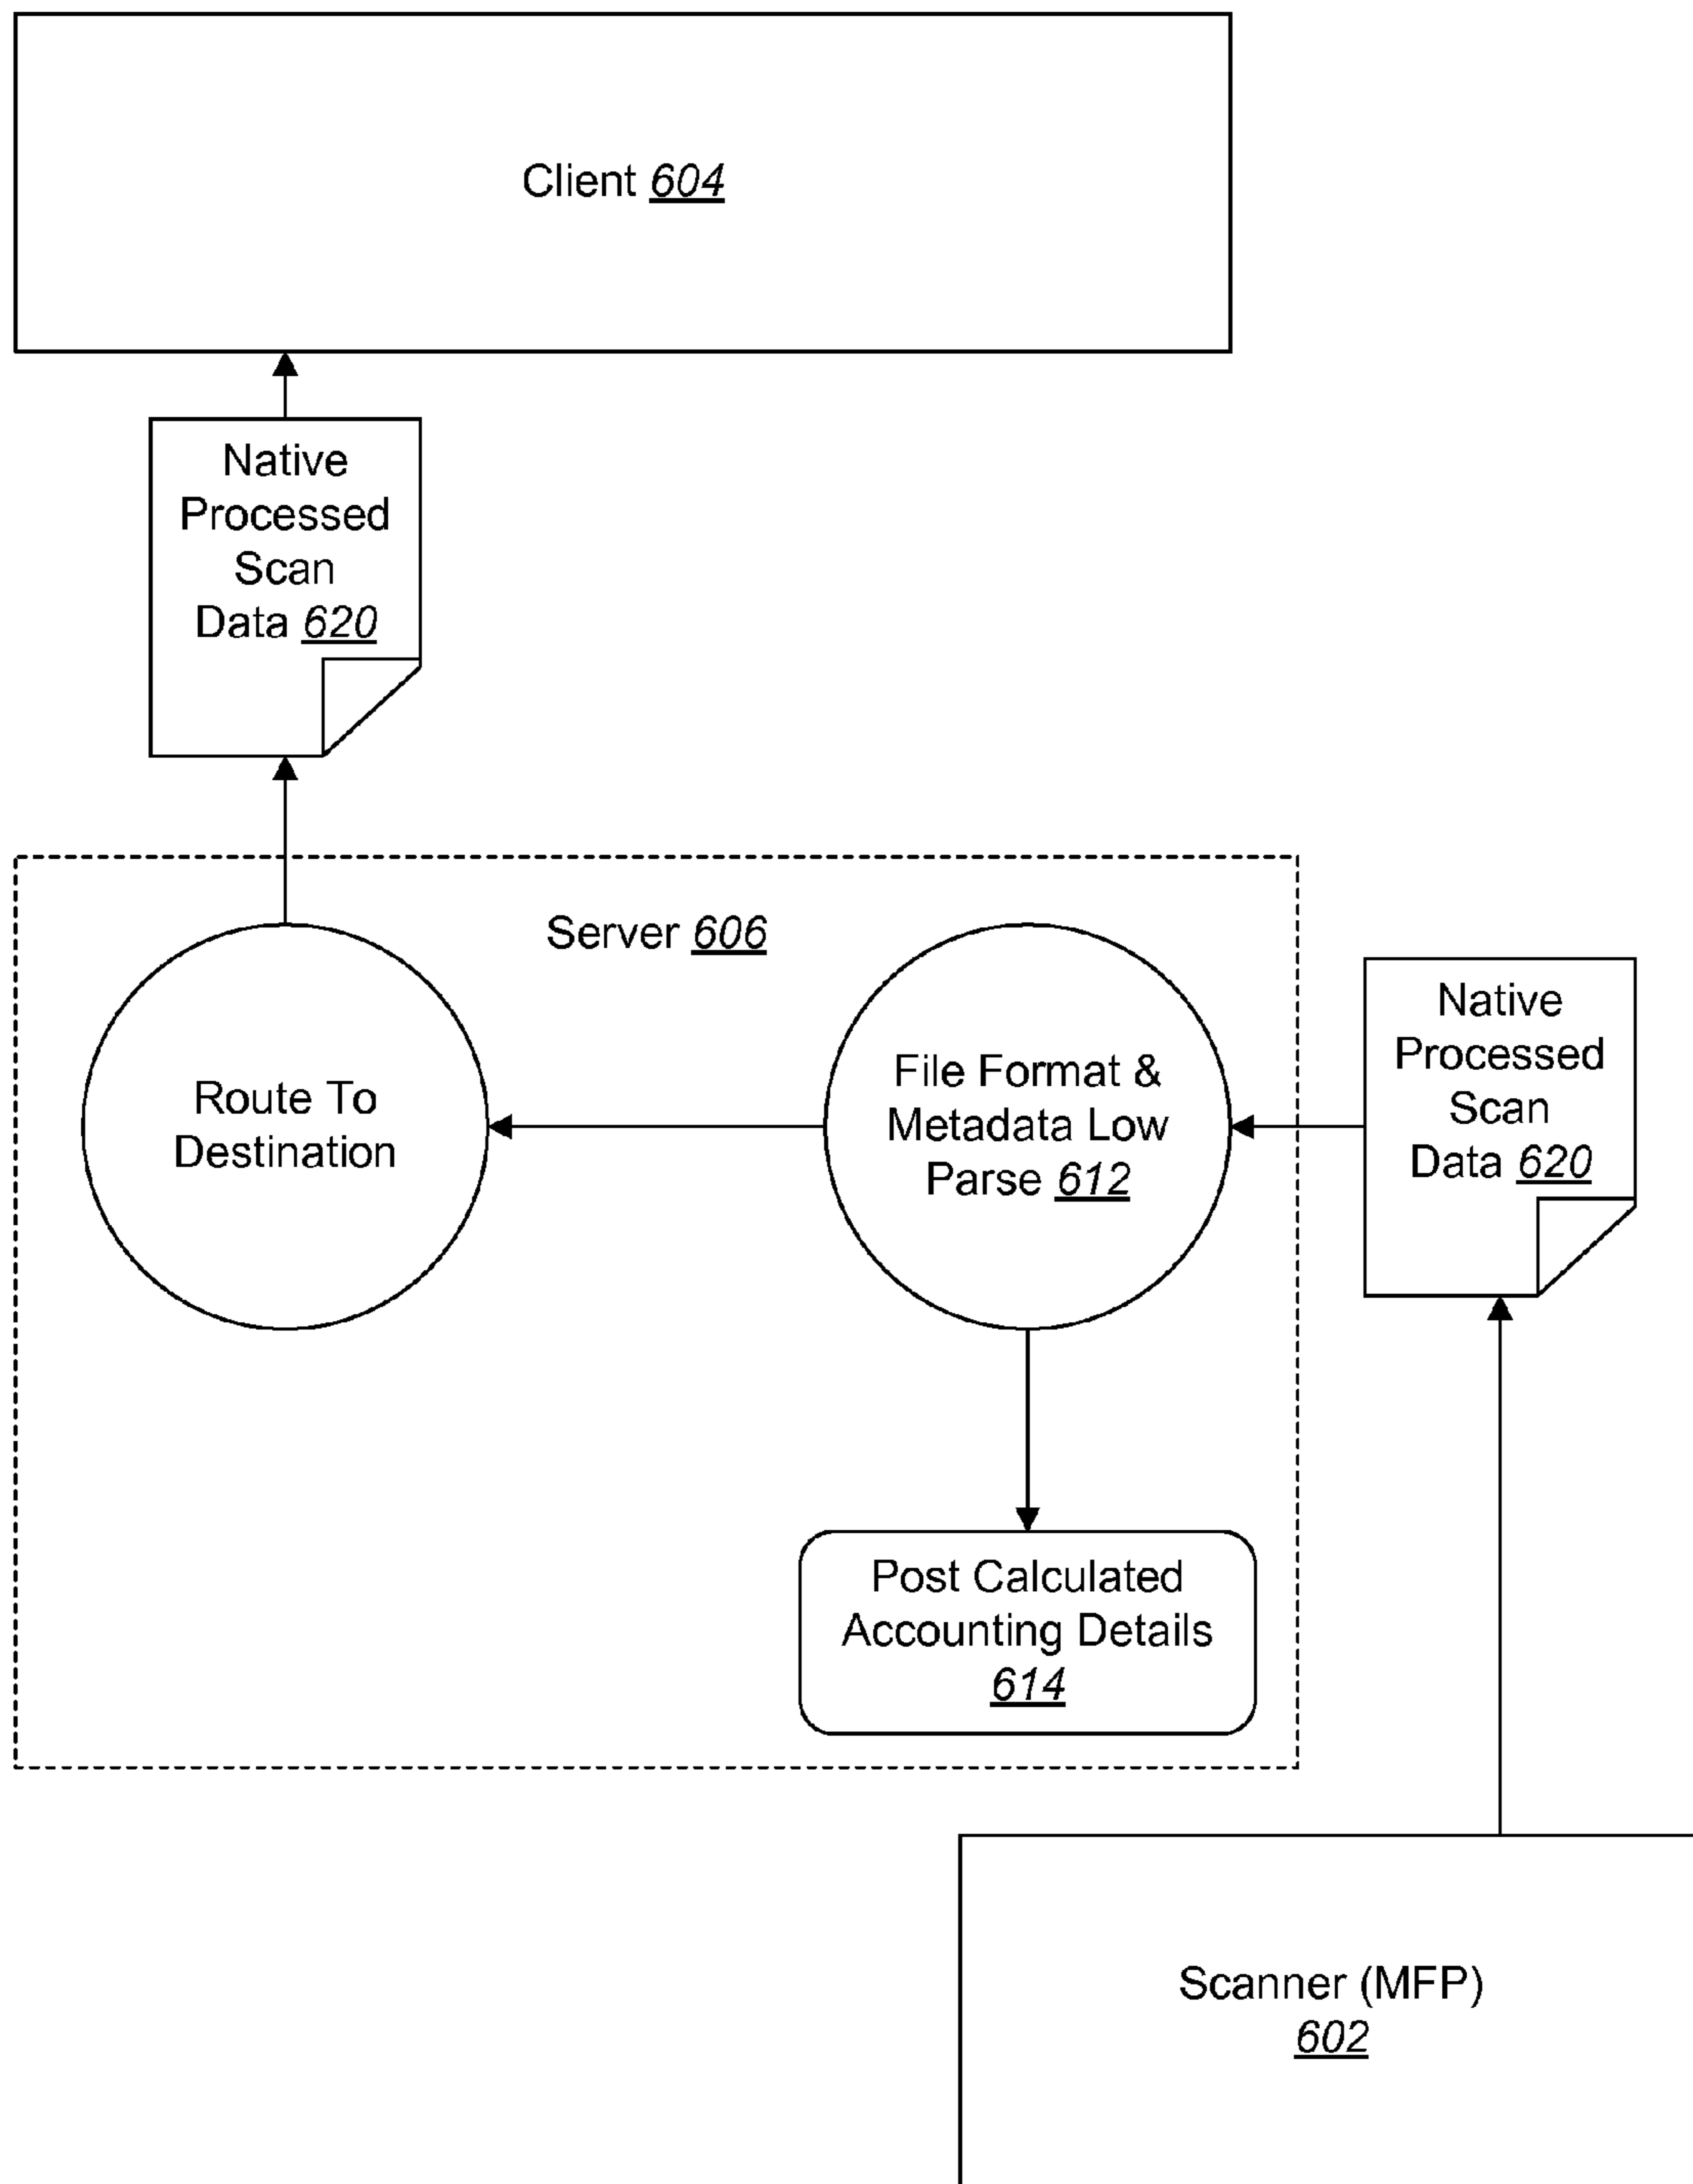 Client 604
Native
Processed
Scan
Data 620
Server 606
Route To
Destination
File Format &
Metadata Low
Parse 612
Native
Processed
Scan
Data 620
Post Calculated
Accounting Details
614
Scanner (MFP)
602